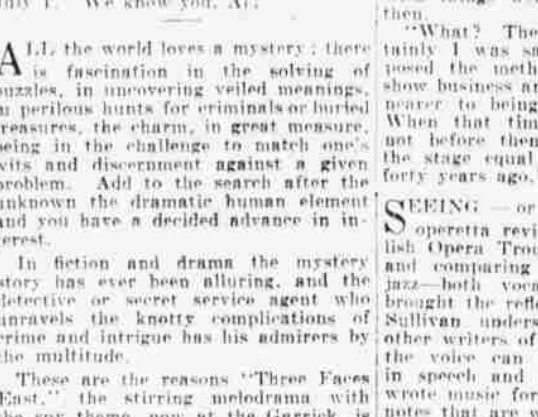 We know you, Al.
ALL the world loves a mystery; there
is fascination in the solving of
puzzles, in uncovering veiled meanings,
in perilous hunts for criminals or buried
treasures, the charm, in great measure,
being in the challenge to match one's
wits and discernment against a given
problem. Add to the search after the
unknown the dramatic human element
and you have a decided advance in in-
terest.
In fiction and drama the mystery
story has ever been alluring, and the
detective or secret service agent who
unravels the knotty complications of
crime and intrigue has his admirers by
the multitude.
These are the reasons "Three Faces
East," the stirring melodrama with
the spy theme, now at the Garrick, is
then.
"What? The
tainly I was sa
posed the meth
show business an
nearer to being
When that tim
not before then
the stage equal
forty years ago.
SEEING — or
operetta revi
lish Opera Trou
and comparing
jazz—both voca
brought the refle
Sullivan unders
other writers of
the voice can
in speech and
wrote music for
notes that are w